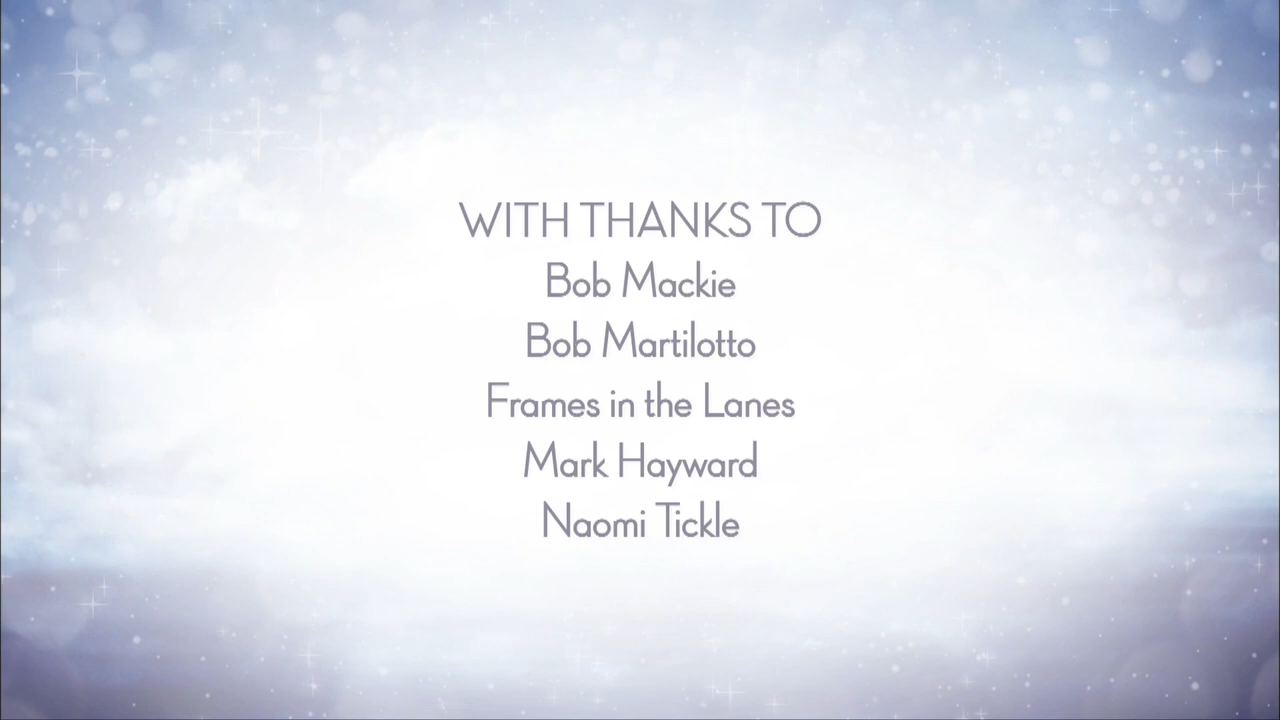 WITH THANKS TO
Bob Mackie
Bob Martilotto
Frames in the Lanes
Mark Hayward
Naomi Tickle